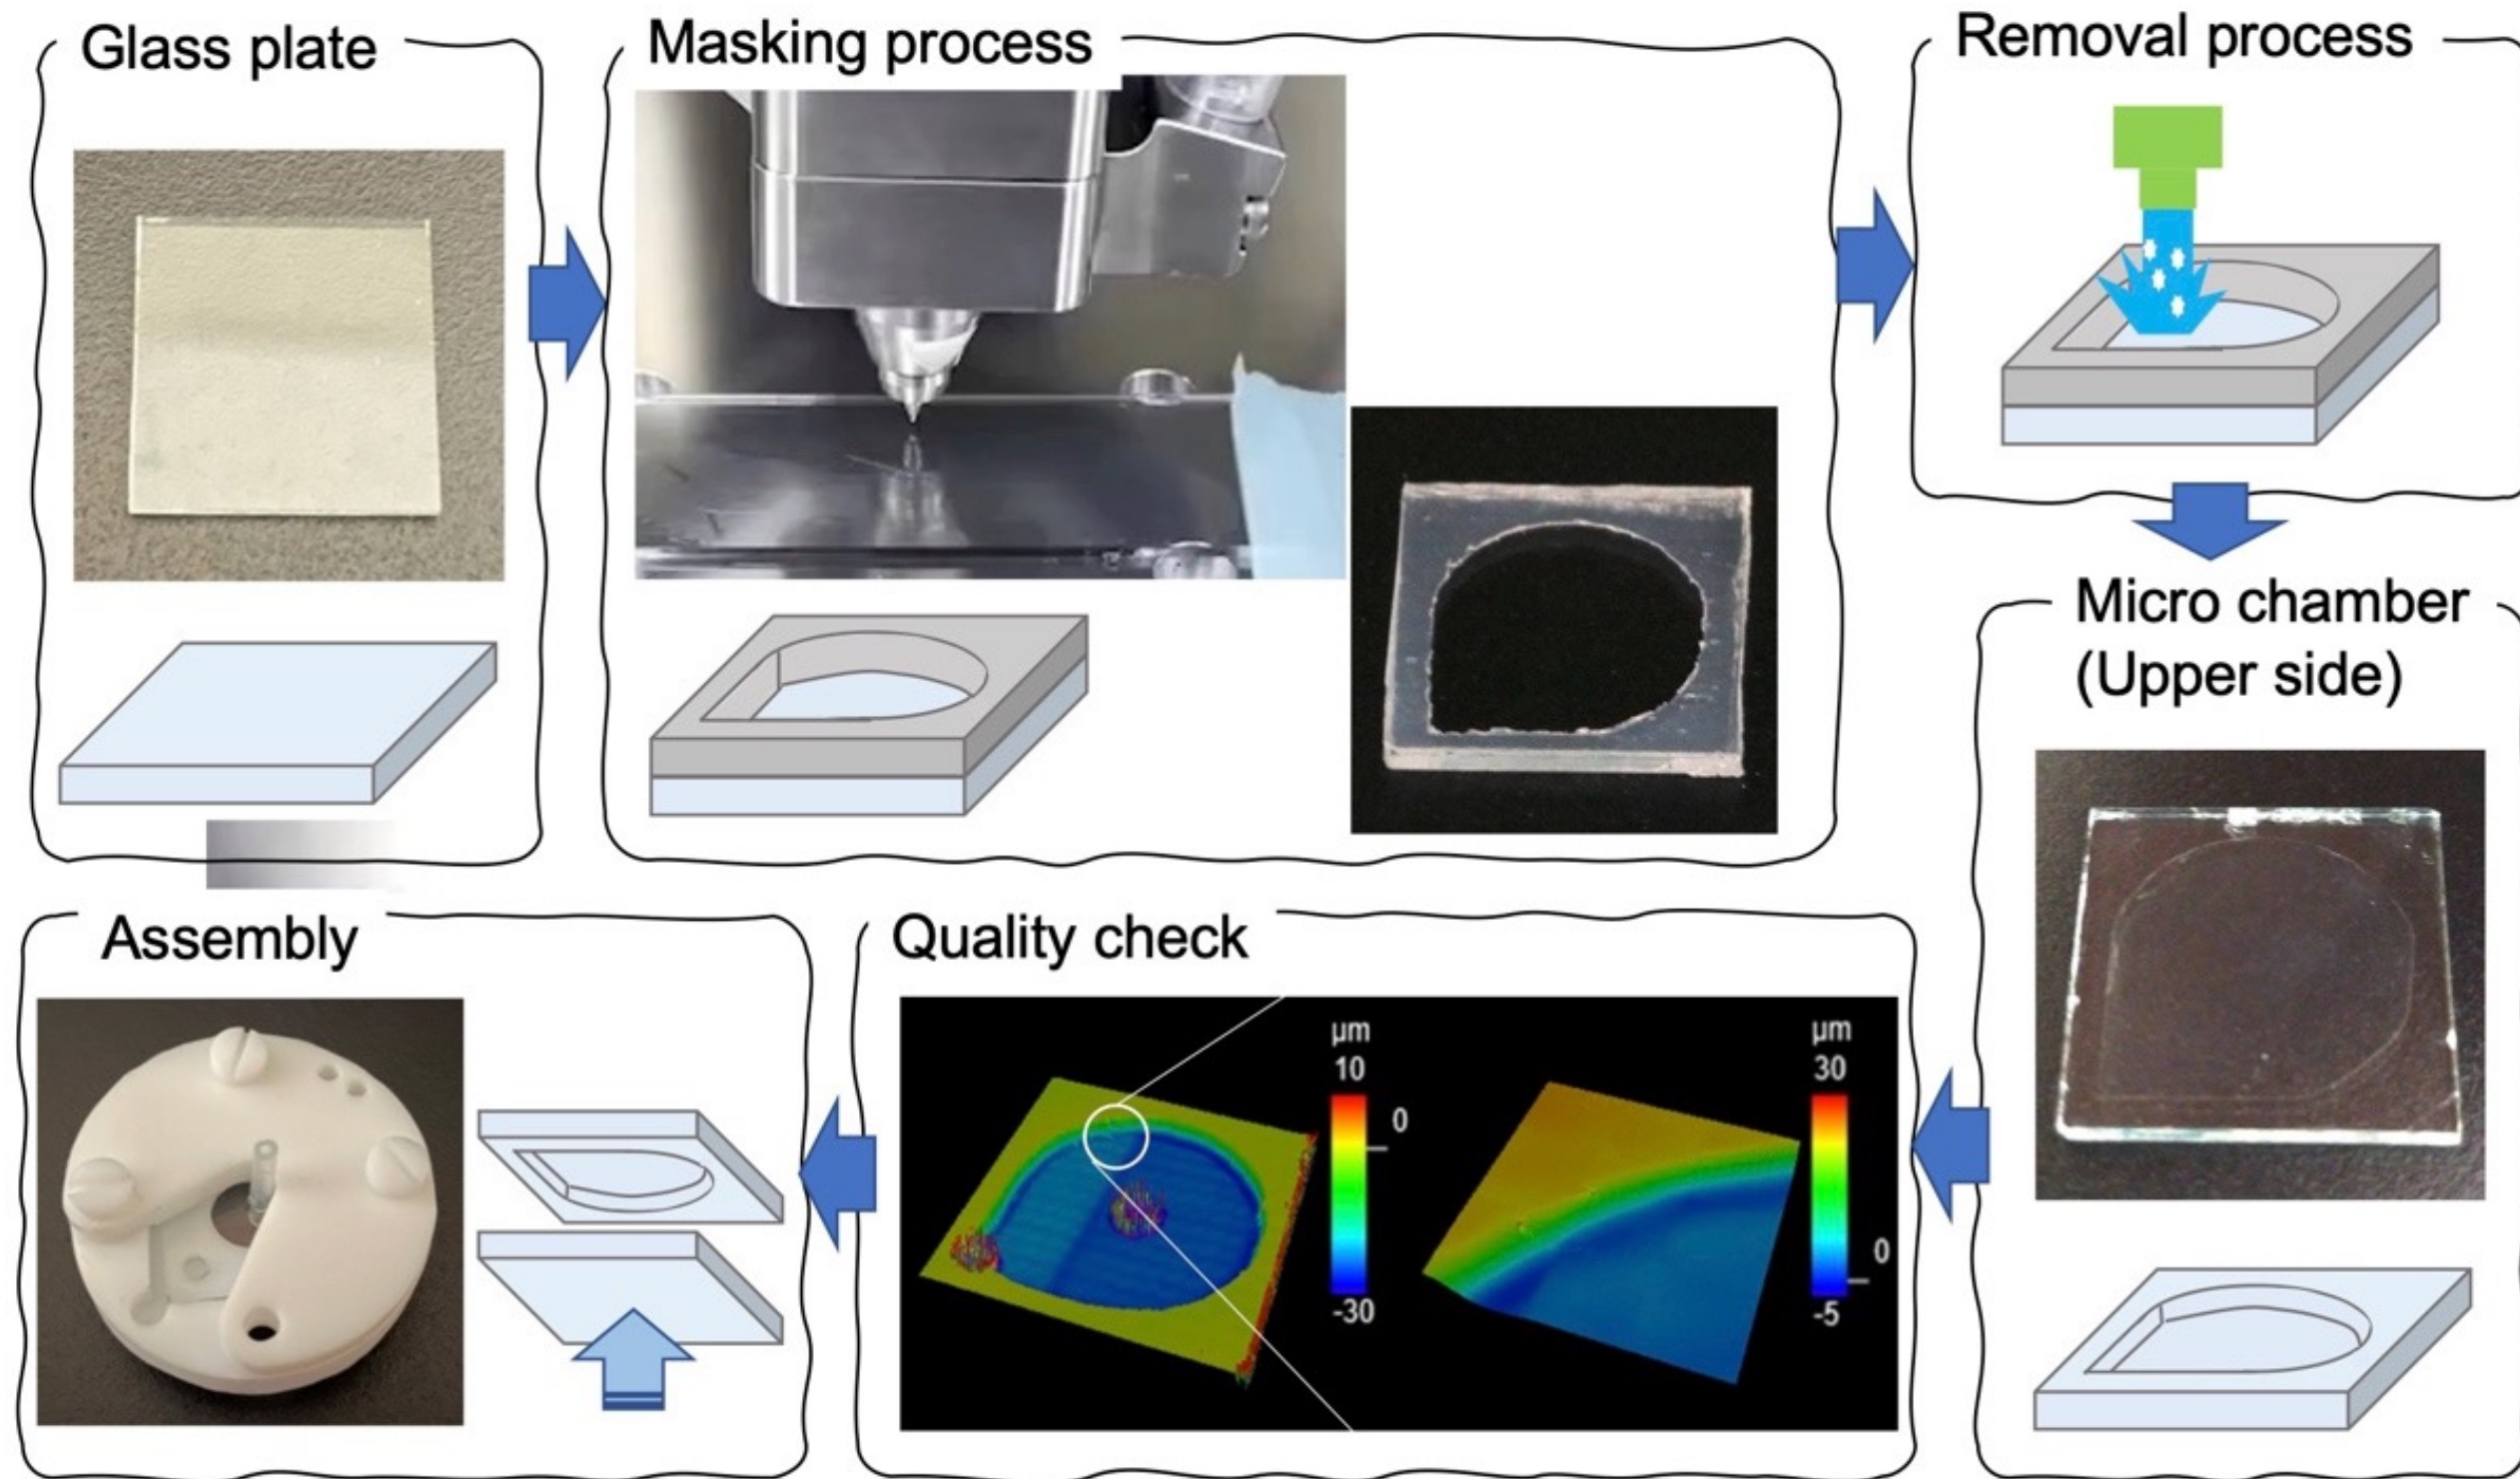 Glass plate
Masking process
Removal process
Micro chamber
(Upper side)
Assembly
Quality check
µm
10
0
-30
µm
30
0
-5